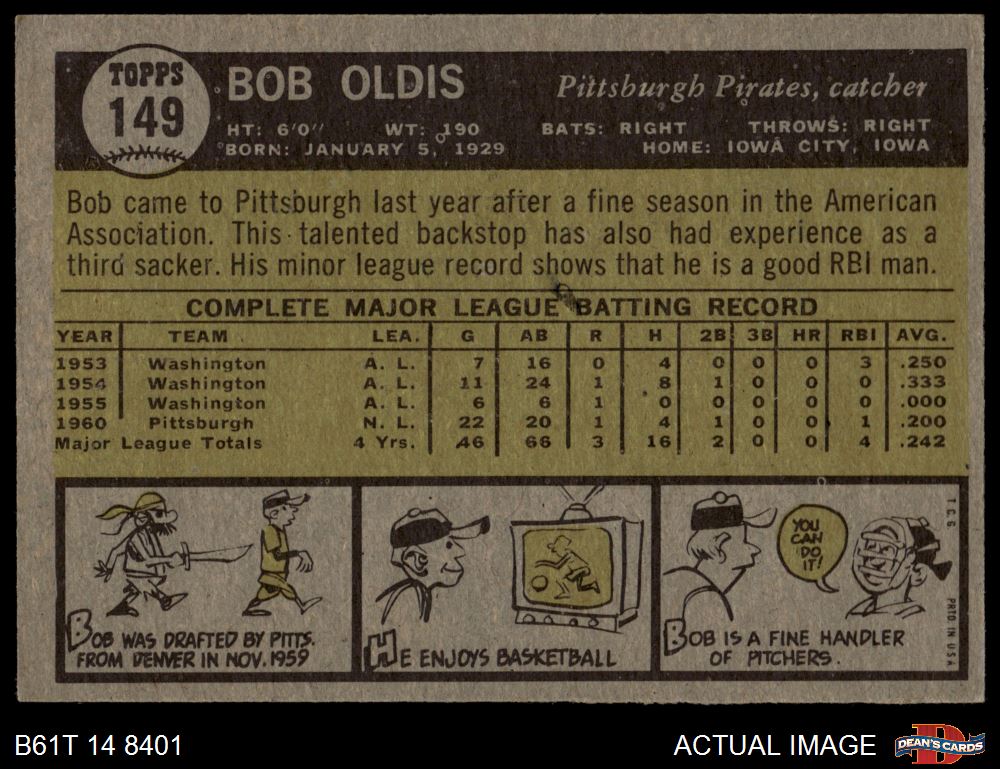 TOPPS
149
BOB OLDIS
Pittsburgh Pirates, catcher
HT: 6'0" WT: 190 BATS: RIGHT THROWS: RIGHT
BORN: JANUARY 5, 1929 HOME: IOWA CITY, IOWA
Bob came to Pittsburgh last year after a fine season in the American
Association. This talented backstop has also had experience as a
third sacker. His minor league record shows that he is a good RBI man.
COMPLETE MAJOR LEAGUE BATTING RECORD
YEAR TEAM LEA. G AB R H 2B 3B HR RBI AVG.
1953 Washington A. L. 7 16 0 4 0 0 0 3 .250
1954 Washington A. L. 11 24 1 8 1 0 0 0 .333
1955 Washington A. L. 6 6 1 0 0 0 0 0 .000
1960 Pittsburgh N. L. 22 20 1 4 1 0 0 1 .200
Major League Totals 4 Yrs. 46 66 3 16 2 0 0 4 .242
BOB WAS DRAFTED BY PITTS.
FROM DENVER IN NOV. 1959
HE ENJOYS BASKETBALL
YOU
CAN
DO
IT!
BOB IS A FINE HANDLER
OF PITCHERS.
T.C.G.
PRTD. IN U.S.A.
B61T 14 8401
ACTUAL IMAGE
DEAN'S CARDS